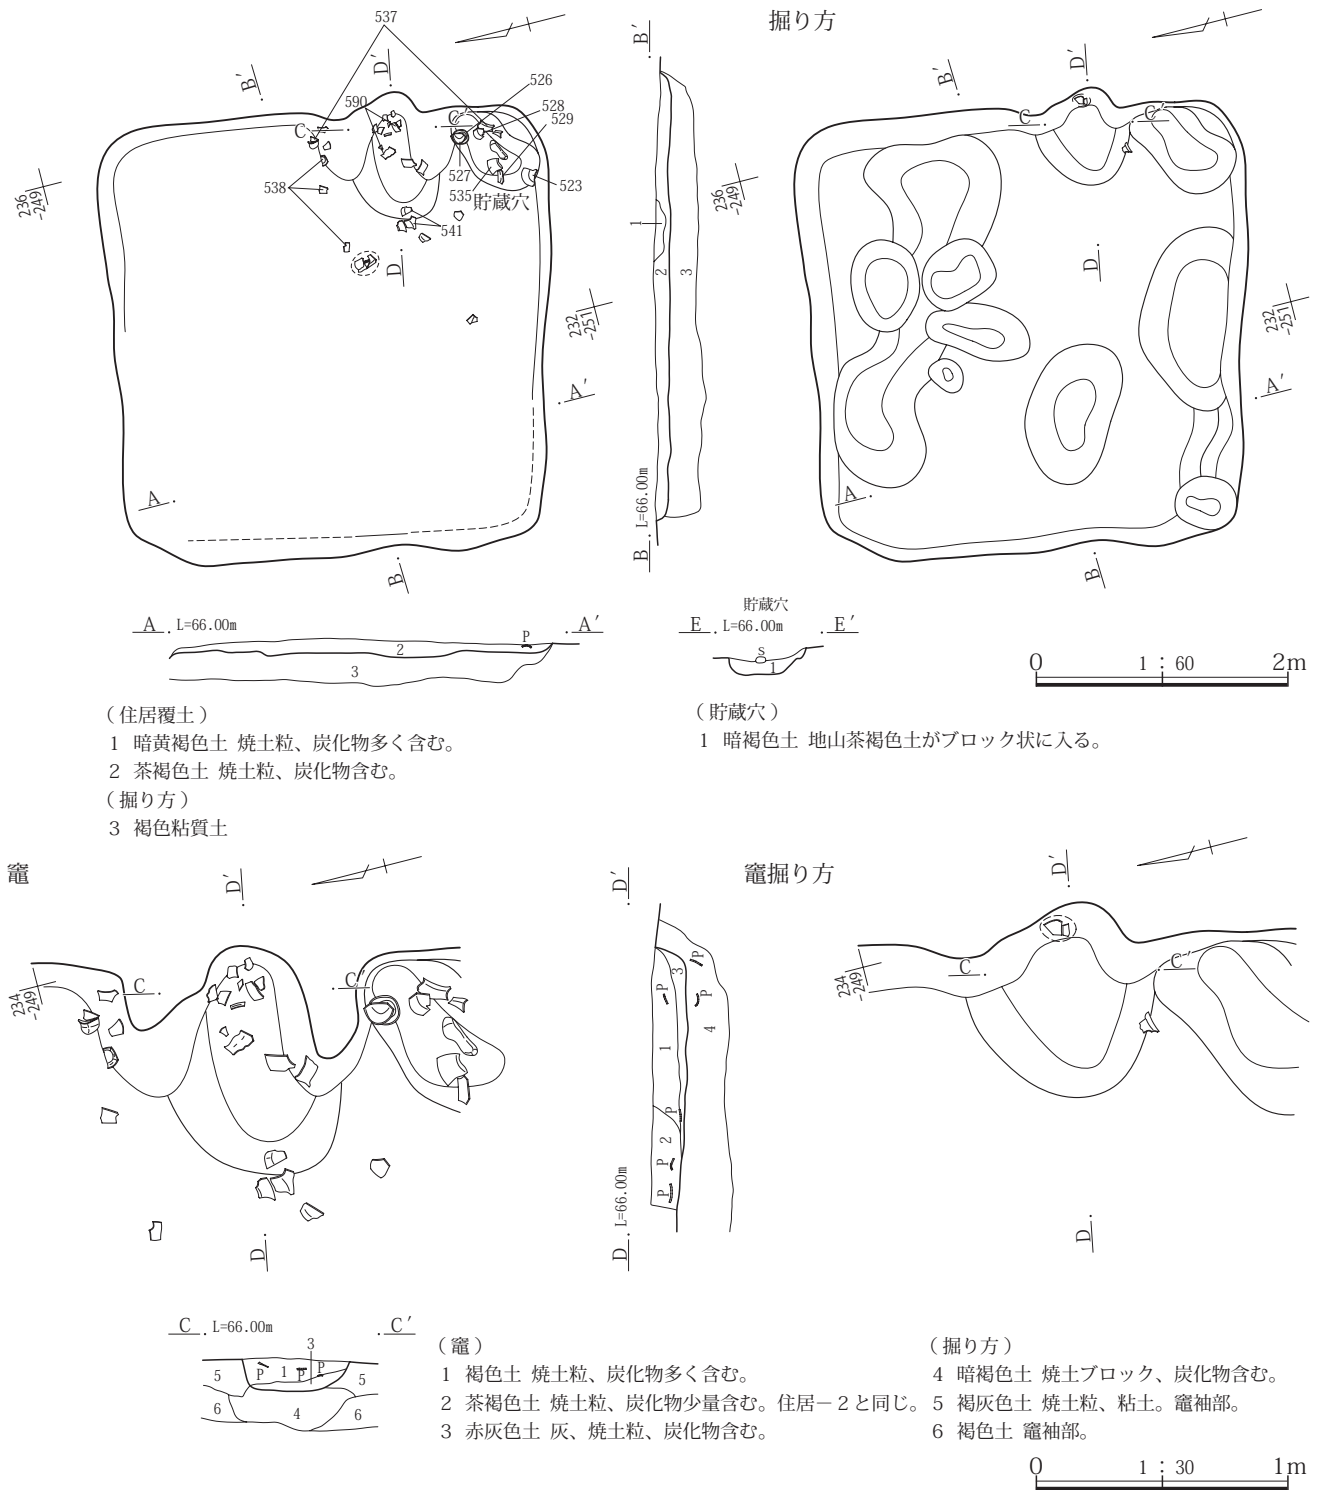 537
掘り方
B′
D′
526
590
528
529
C
C′
527
535
貯蔵穴
523
538
541
236
-249
D
232
-251
A
A′
B
B′
1
2
3
L=66.00m
B
B′
D′
C
C′
236
-249
D
232
-251
A
A′
B
A
L=66.00m
A′
P
2
3
貯蔵穴
E
L=66.00m
E′
S
1
0
1 : 60
2m
（住居覆土）
1 暗黄褐色土 焼土粒、炭化物多く含む。
2 茶褐色土 焼土粒、炭化物含む。
（掘り方）
3 褐色粘質土
（貯蔵穴）
1 暗褐色土 地山茶褐色土がブロック状に入る。
竈
D′
C
C′
234
-249
D
D′
P
3
P
P
4
1
P
2
P
P
L=66.00m
D
竈掘り方
D′
C
C′
234
-249
D
C
L=66.00m
C′
3
5
P
1
P
P
5
6
4
6
（竈）
1 褐色土 焼土粒、炭化物多く含む。
2 茶褐色土 焼土粒、炭化物少量含む。住居－２と同じ。
3 赤灰色土 灰、焼土粒、炭化物含む。
（掘り方）
4 暗褐色土 焼土ブロック、炭化物含む。
5 褐灰色土 焼土粒、粘土。竈袖部。
6 褐色土 竈袖部。
0
1 : 30
1m